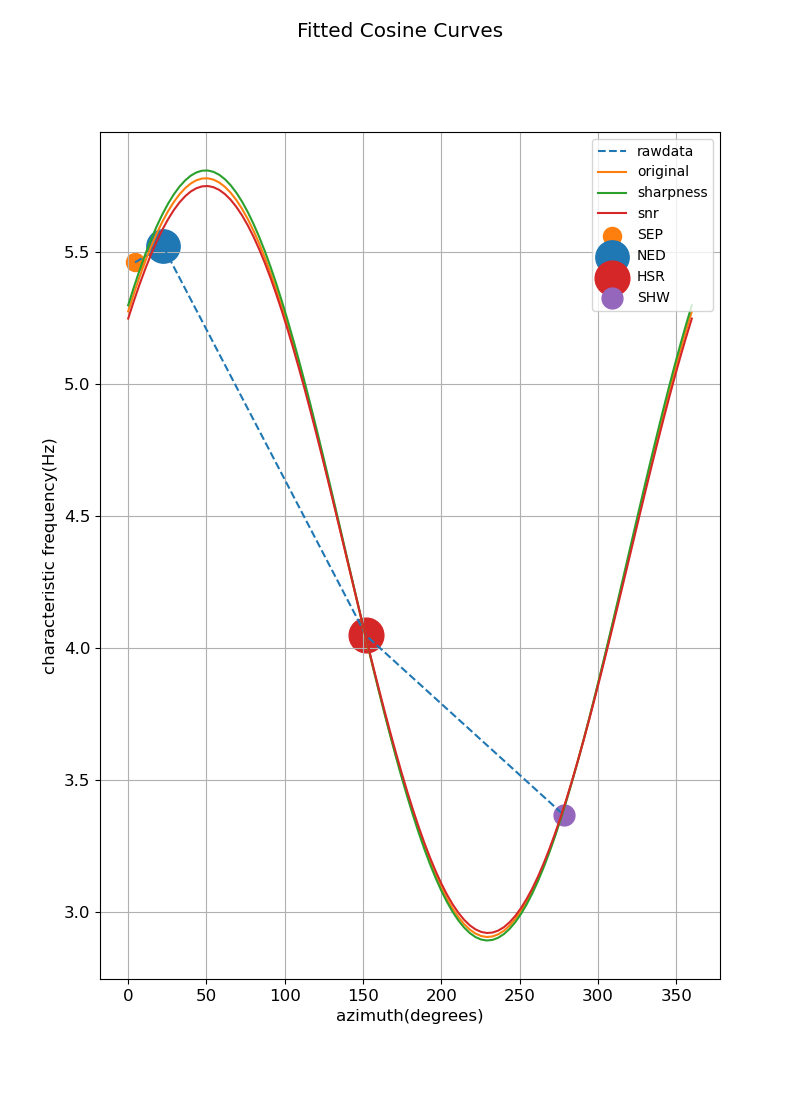 Fitted Cosine Curves
rawdata
original
sharpness
snr
SEP
NED
HSR
SHW
5.5
5.0
4.5
4.0
3.5
3.0
characteristic frequency(Hz)
0 50 100 150 200 250 300 350
azimuth(degrees)